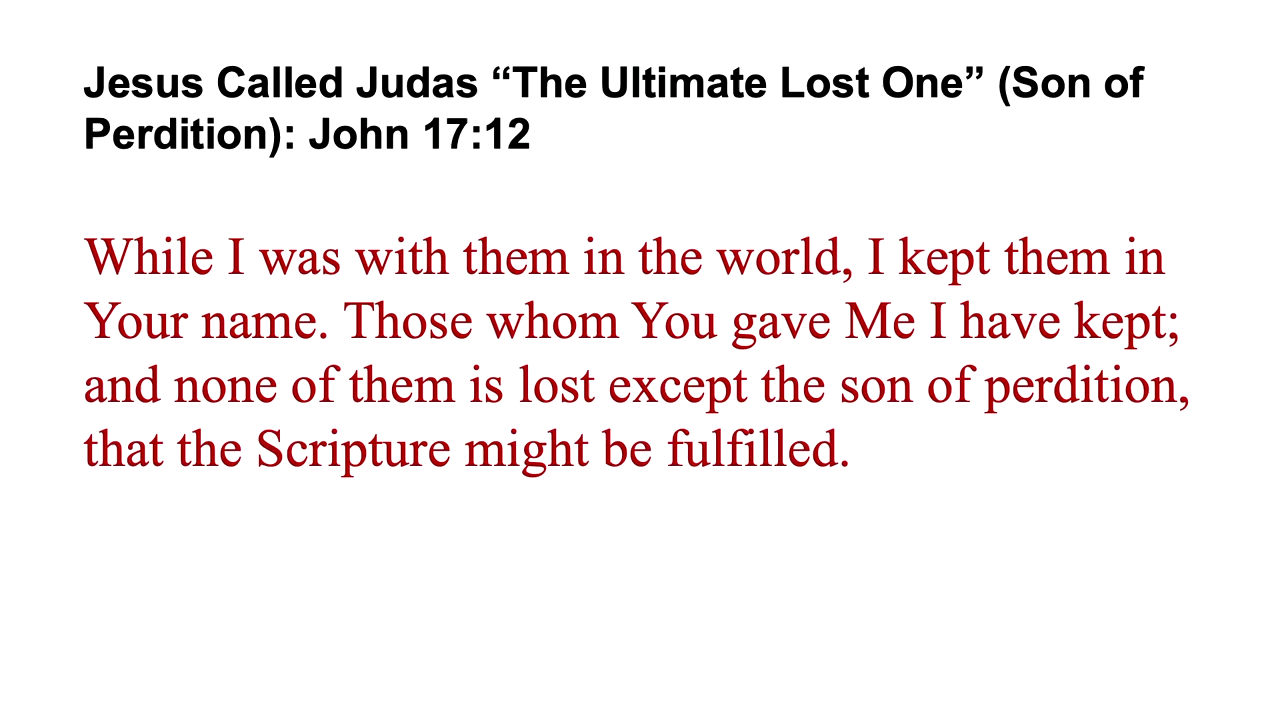 Jesus Called Judas “The Ultimate Lost One” (Son of
Perdition): John 17:12
While I was with them in the world, I kept them in
Your name. Those whom You gave Me I have kept;
and none of them is lost except the son of perdition,
that the Scripture might be fulfilled.